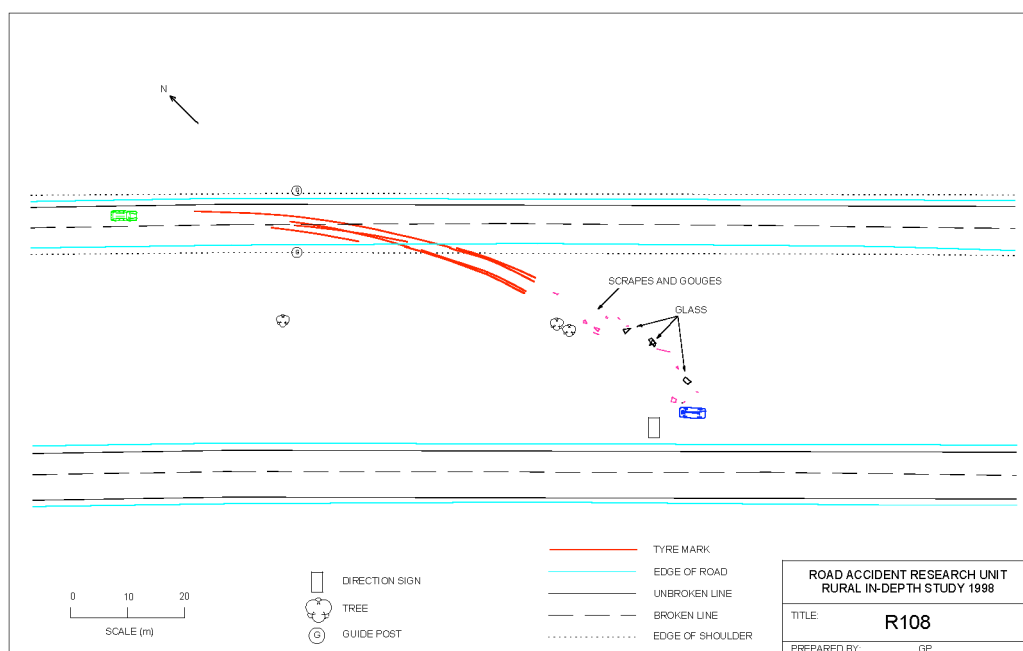 N
G
G
SCRAPES AND GOUGES
GLASS
0 10 20
SCALE (m)
DIRECTION SIGN
TREE
G GUIDE POST
TYRE MARK
EDGE OF ROAD
UNBROKEN LINE
BROKEN LINE
EDGE OF SHOULDER
ROAD ACCIDENT RESEARCH UNIT
RURAL IN-DEPTH STUDY 1998
TITLE: R108
PREPARED BY: GP